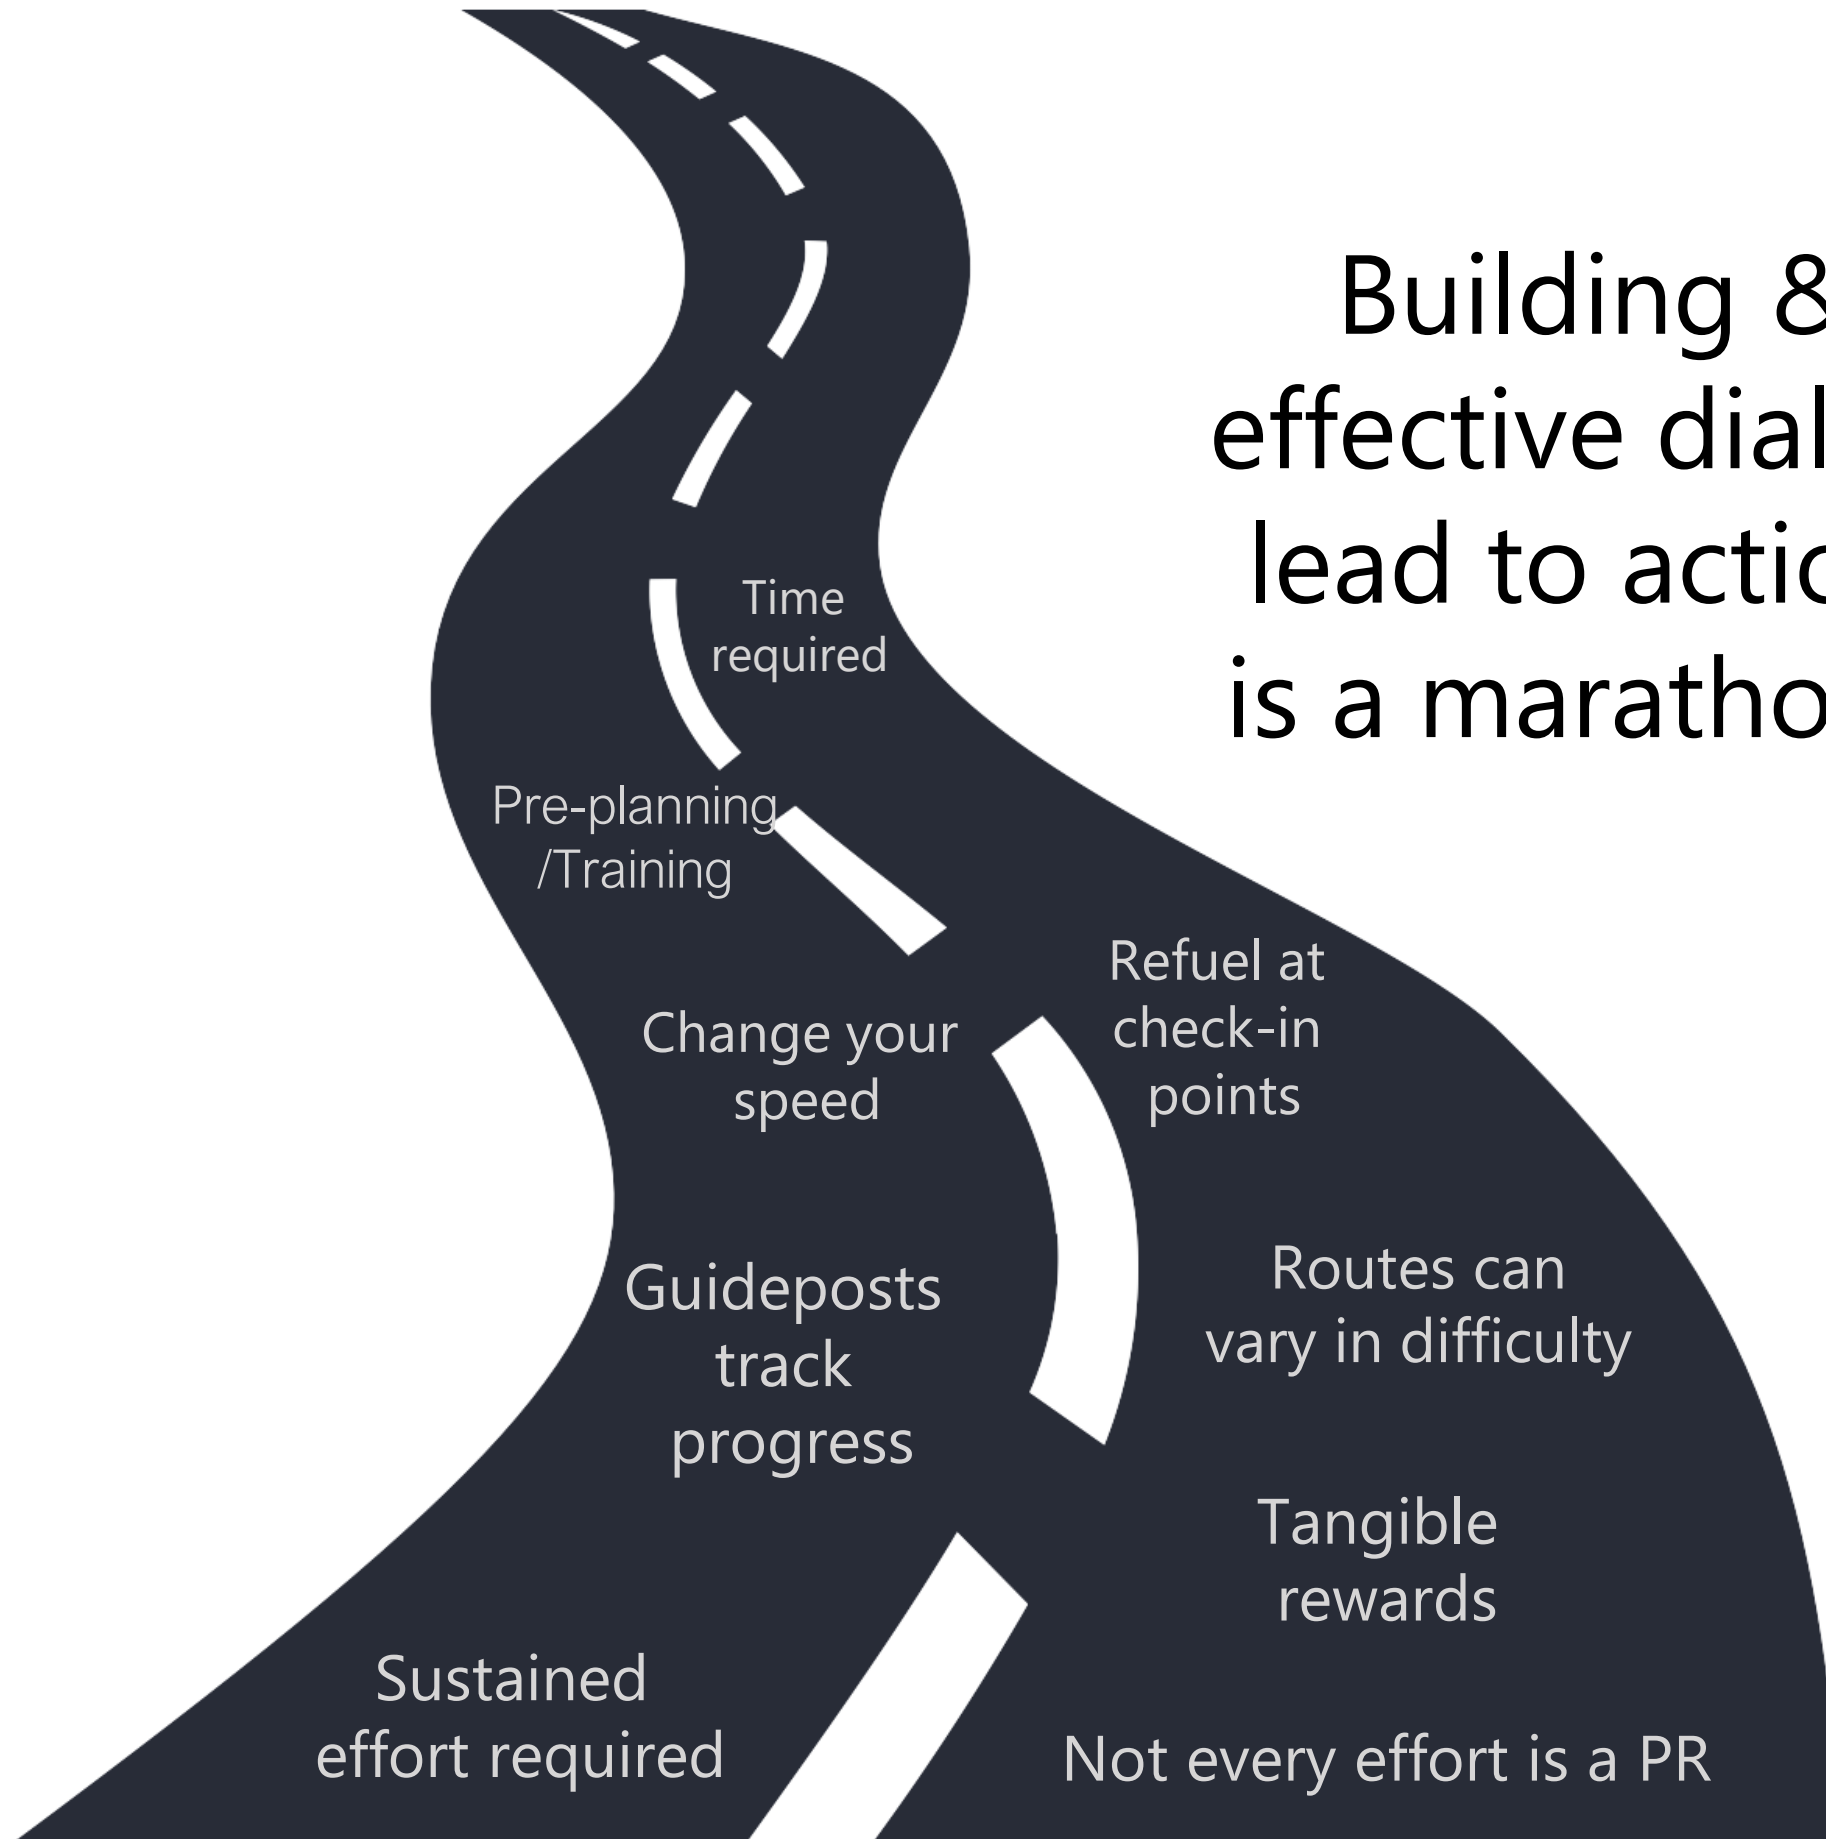 Building &
effective dial
lead to actio
is a maratho
Time
required
Pre-planning
/Training
Refuel at
check-in
points
Change your
speed
Guideposts
track
progress
Routes can
vary in difficulty
Tangible
rewards
Sustained
effort required
Not every effort is a PR